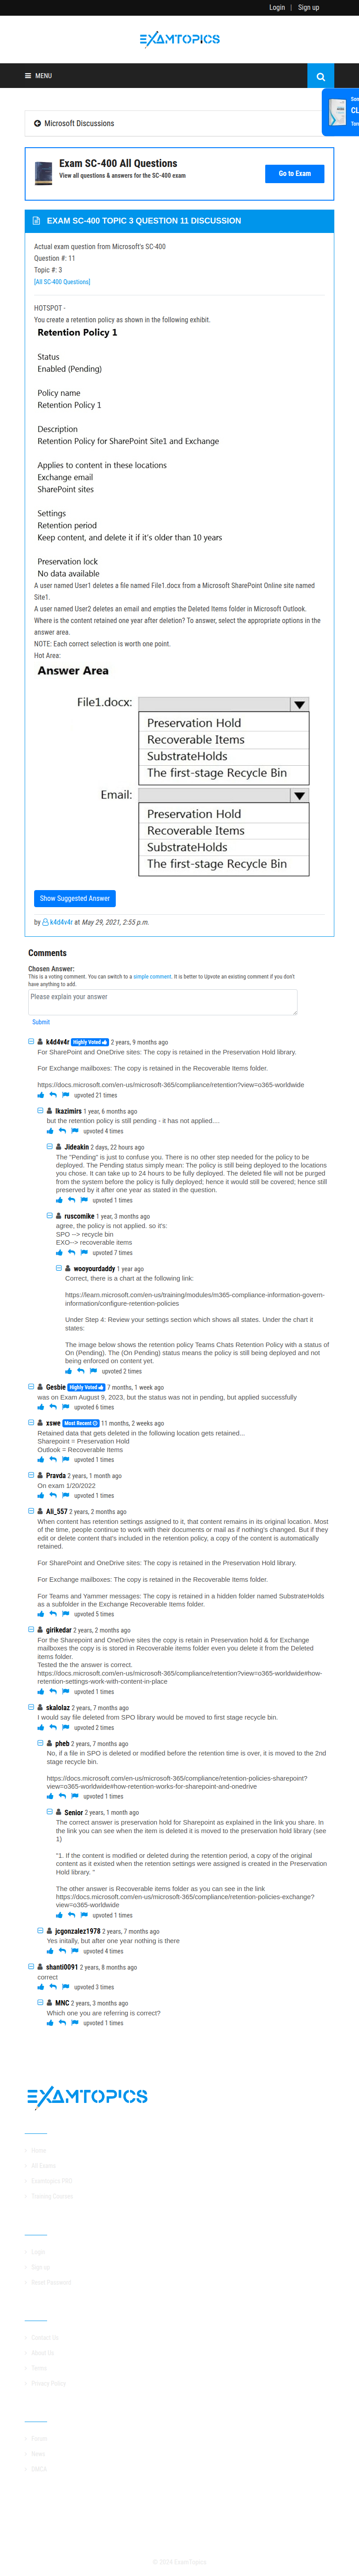 Login | Sign up
EXAMTOPICS
MENU
Microsoft Discussions
Exam SC-400 All Questions
View all questions & answers for the SC-400 exam
Go to Exam
EXAM SC-400 TOPIC 3 QUESTION 11 DISCUSSION
Actual exam question from Microsoft's SC-400
Question #: 11
Topic #: 3
[All SC-400 Questions]
HOTSPOT -
You create a retention policy as shown in the following exhibit.
Retention Policy 1
Status
Enabled (Pending)
Policy name
Retention Policy 1
Description
Retention Policy for SharePoint Site1 and Exchange
Applies to content in these locations
Exchange email
SharePoint sites
Settings
Retention period
Keep content, and delete it if it's older than 10 years
Preservation lock
No data available
A user named User1 deletes a file named File1.docx from a Microsoft SharePoint Online site named
Site1.
A user named User2 deletes an email and empties the Deleted Items folder in Microsoft Outlook.
Where is the content retained one year after deletion? To answer, select the appropriate options in the
answer area.
NOTE: Each correct selection is worth one point.
Hot Area:
Answer Area
File1.docx:
Preservation Hold
Recoverable Items
SubstrateHolds
The first-stage Recycle Bin
Email:
Preservation Hold
Recoverable Items
SubstrateHolds
The first-stage Recycle Bin
Show Suggested Answer
by k4d4v4r at May 29, 2021, 2:55 p.m.
Comments
Chosen Answer:
This is a voting comment. You can switch to a simple comment. It is better to Upvote an existing comment if you don't
have anything to add.
Please explain your answer
Submit
k4d4v4r Highly Voted 2 years, 9 months ago
For SharePoint and OneDrive sites: The copy is retained in the Preservation Hold library.
For Exchange mailboxes: The copy is retained in the Recoverable Items folder.
https://docs.microsoft.com/en-us/microsoft-365/compliance/retention?view=o365-worldwide
upvoted 21 times
Ikazimirs 1 year, 6 months ago
but the retention policy is still pending - it has not applied....
upvoted 4 times
Jideakin 2 days, 22 hours ago
The "Pending" is just to confuse you. There is no other step needed for the policy to be
deployed. The Pending status simply mean: The policy is still being deployed to the locations
you chose. It can take up to 24 hours to be fully deployed. The deleted file will not be purged
from the system before the policy is fully deployed; hence it would still be covered; hence still
preserved by it after one year as stated in the question.
upvoted 1 times
ruscomike 1 year, 3 months ago
agree, the policy is not applied. so it's:
SPO --> recycle bin
EXO--> recoverable items
upvoted 7 times
wooyourdaddy 1 year ago
Correct, there is a chart at the following link:
https://learn.microsoft.com/en-us/training/modules/m365-compliance-information-govern-
information/configure-retention-policies
Under Step 4: Review your settings section which shows all states. Under the chart it
states:
The image below shows the retention policy Teams Chats Retention Policy with a status of
On (Pending). The (On Pending) status means the policy is still being deployed and not
being enforced on content yet.
upvoted 2 times
Gesbie Highly Voted 7 months, 1 week ago
was on Exam August 9, 2023, but the status was not in pending, but applied successfully
upvoted 6 times
xswe Most Recent 11 months, 2 weeks ago
Retained data that gets deleted in the following location gets retained...
Sharepoint = Preservation Hold
Outlook = Recoverable Items
upvoted 1 times
Pravda 2 years, 1 month ago
On exam 1/20/2022
upvoted 1 times
Ali_557 2 years, 2 months ago
When content has retention settings assigned to it, that content remains in its original location. Most
of the time, people continue to work with their documents or mail as if nothing's changed. But if they
edit or delete content that's included in the retention policy, a copy of the content is automatically
retained.
For SharePoint and OneDrive sites: The copy is retained in the Preservation Hold library.
For Exchange mailboxes: The copy is retained in the Recoverable Items folder.
For Teams and Yammer messages: The copy is retained in a hidden folder named SubstrateHolds
as a subfolder in the Exchange Recoverable Items folder.
upvoted 5 times
girikedar 2 years, 2 months ago
For the Sharepoint and OneDrive sites the copy is retain in Preservation hold & for Exchange
mailboxes the copy is is stored in Recoverable items folder even you delete it from the Deleted
items folder.
Tested the the answer is correct.
https://docs.microsoft.com/en-us/microsoft-365/compliance/retention?view=o365-worldwide#how-
retention-settings-work-with-content-in-place
upvoted 1 times
skalolaz 2 years, 7 months ago
I would say file deleted from SPO library would be moved to first stage recycle bin.
upvoted 2 times
pheb 2 years, 7 months ago
No, if a file in SPO is deleted or modified before the retention time is over, it is moved to the 2nd
stage recycle bin.
https://docs.microsoft.com/en-us/microsoft-365/compliance/retention-policies-sharepoint?
view=o365-worldwide#how-retention-works-for-sharepoint-and-onedrive
upvoted 1 times
Senior 2 years, 1 month ago
The correct answer is preservation hold for Sharepoint as explained in the link you share. In
the link you can see when the item is deleted it is moved to the preservation hold library (see
1)
"1. If the content is modified or deleted during the retention period, a copy of the original
content as it existed when the retention settings were assigned is created in the Preservation
Hold library. "
The other answer is Recoverable items folder as you can see in the link
https://docs.microsoft.com/en-us/microsoft-365/compliance/retention-policies-exchange?
view=o365-worldwide
upvoted 1 times
jcgonzalez1978 2 years, 7 months ago
Yes initally, but after one year nothing is there
upvoted 4 times
shanti0091 2 years, 8 months ago
correct
upvoted 3 times
MNC 2 years, 3 months ago
Which one you are referring is correct?
upvoted 1 times
EXAMTOPICS
Home
All Exams
Examtopics PRO
Training Courses
Login
Sign up
Reset Password
Contact Us
About Us
Terms
Privacy Policy
Forum
News
DMCA
© 2024 ExamTopics